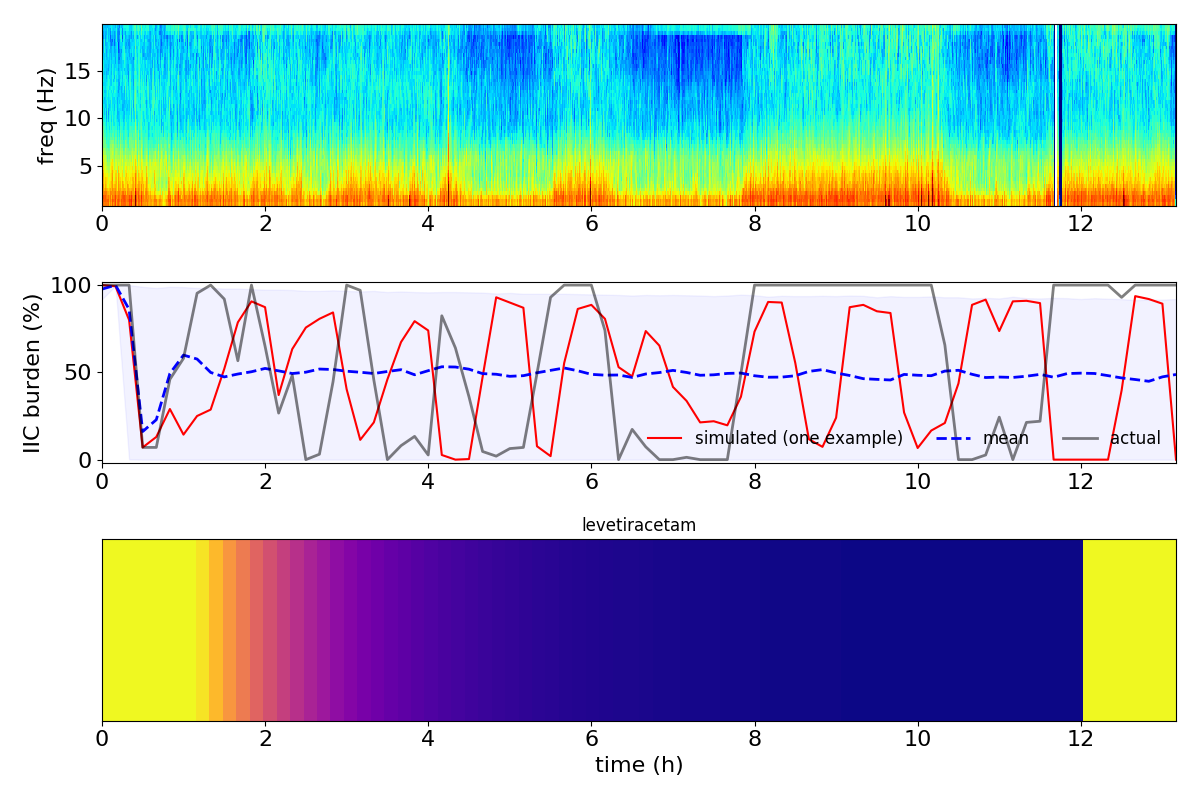 freq (Hz)
15
10
5
0 2 4 6 8 10 12
IIC burden (%)
100
50
0
simulated (one example) mean actual
0 2 4 6 8 10 12
levetiracetam
0 2 4 6 8 10 12
time (h)